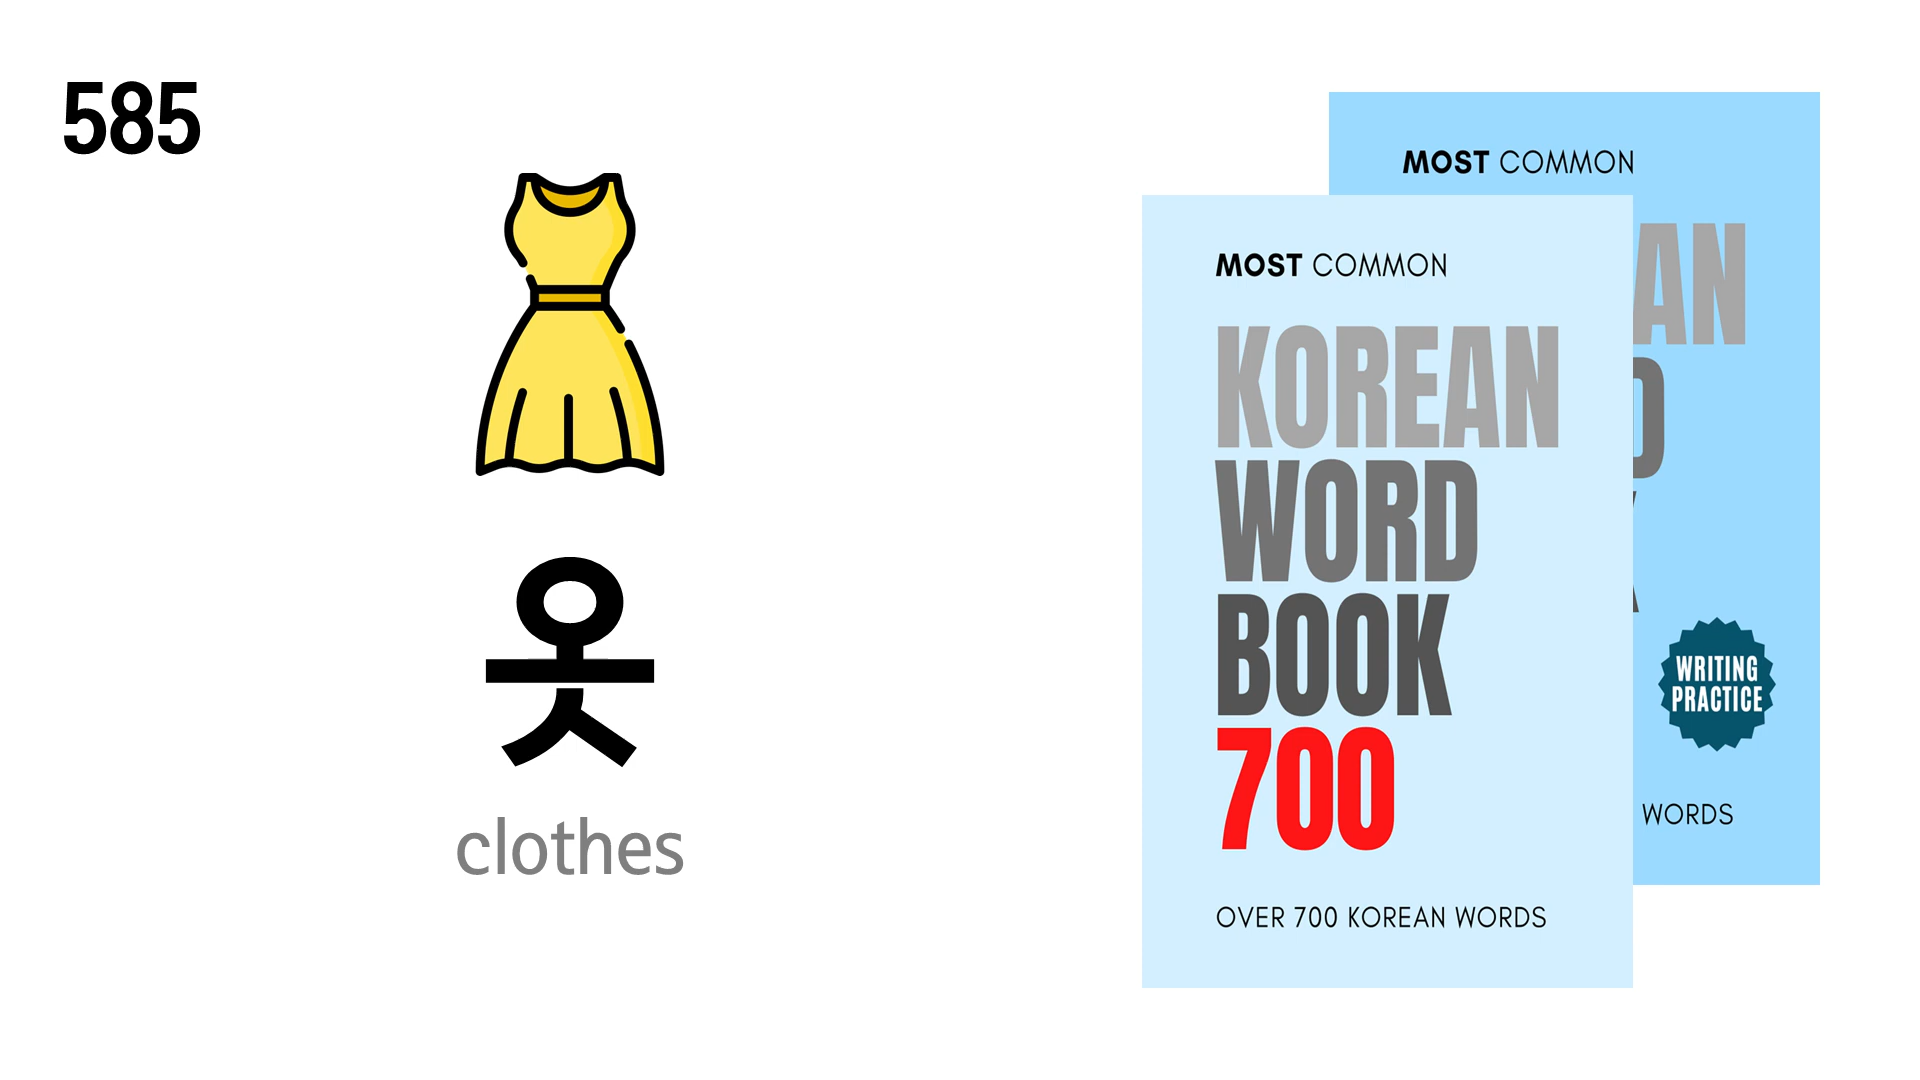 585
옷
clothes
MOST COMMON
KOREAN
WORD
BOOK
700
OVER 700 KOREAN WORDS
MOST COMMON
WRITING
PRACTICE
WORDS